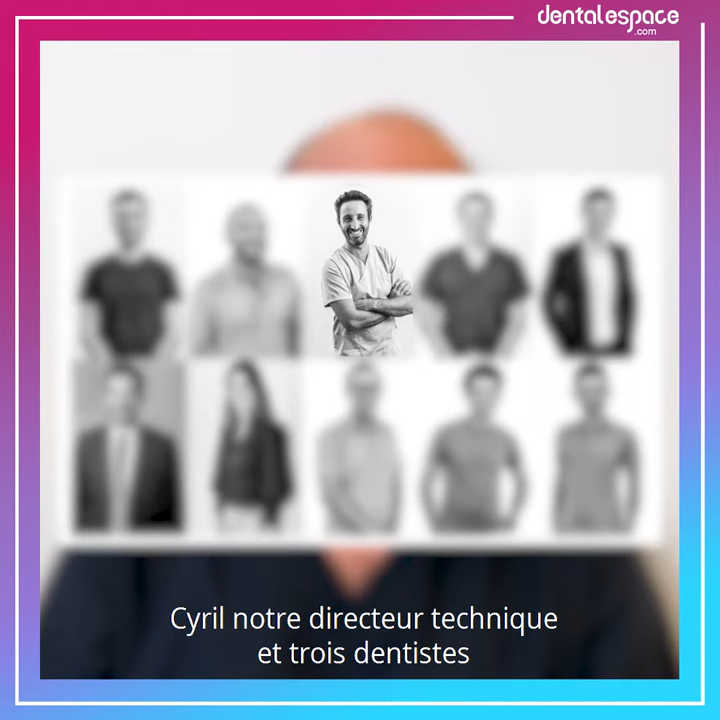 dentalespace
.com
Cyril notre directeur technique
et trois dentistes